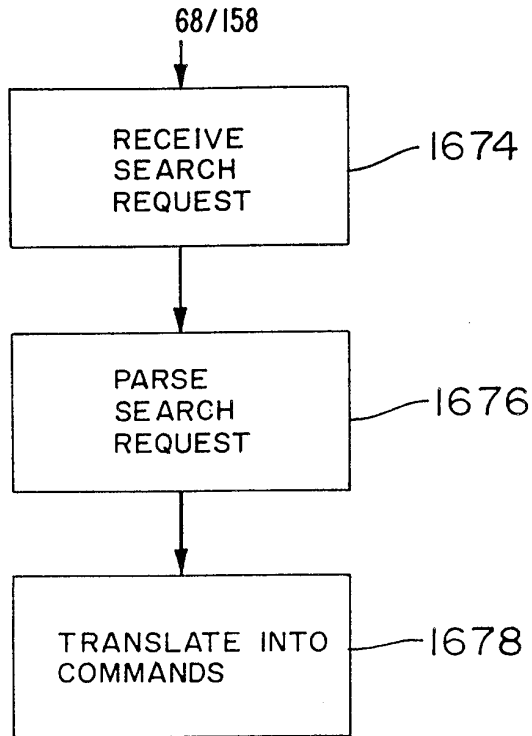 68/158
RECEIVE
SEARCH
REQUEST
1674
PARSE
SEARCH
REQUEST
1676
TRANSLATE INTO
COMMANDS
1678